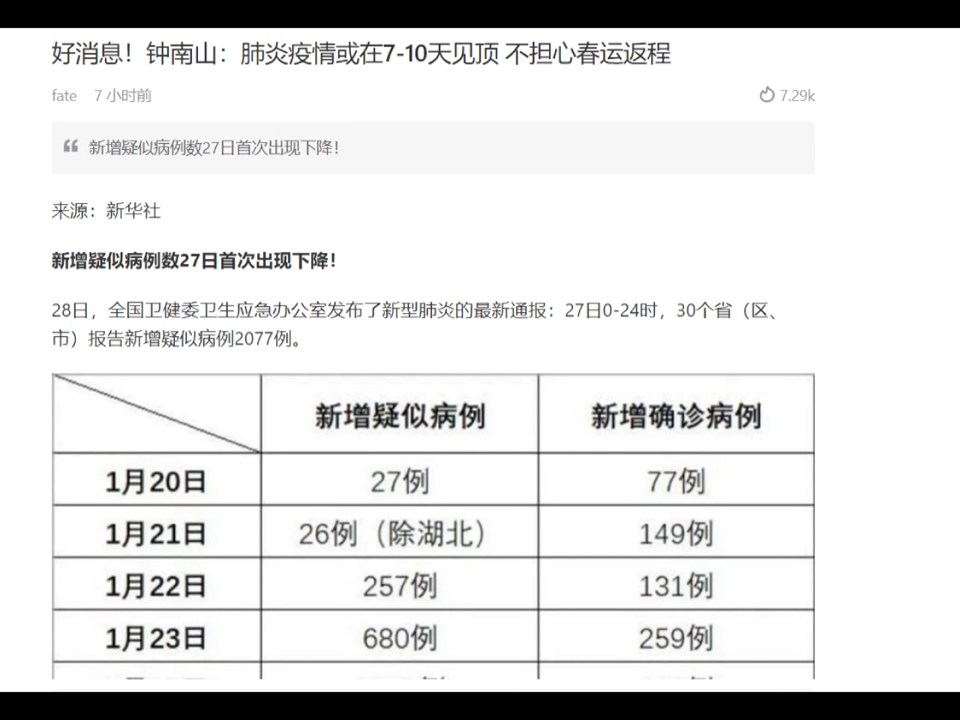 好消息！钟南山：肺炎疫情或在7-10天见顶 不担心春运返程
fate 7 小时前 7.29k
新增疑似病例数27日首次出现下降！
来源：新华社
新增疑似病例数27日首次出现下降！
28日，全国卫健委卫生应急办公室发布了新型肺炎的最新通报：27日0-24时，30个省（区、
市）报告新增疑似病例2077例。
新增疑似病例 新增确诊病例
1月20日 27例 77例
1月21日 26例（除湖北） 149例
1月22日 257例 131例
1月23日 680例 259例